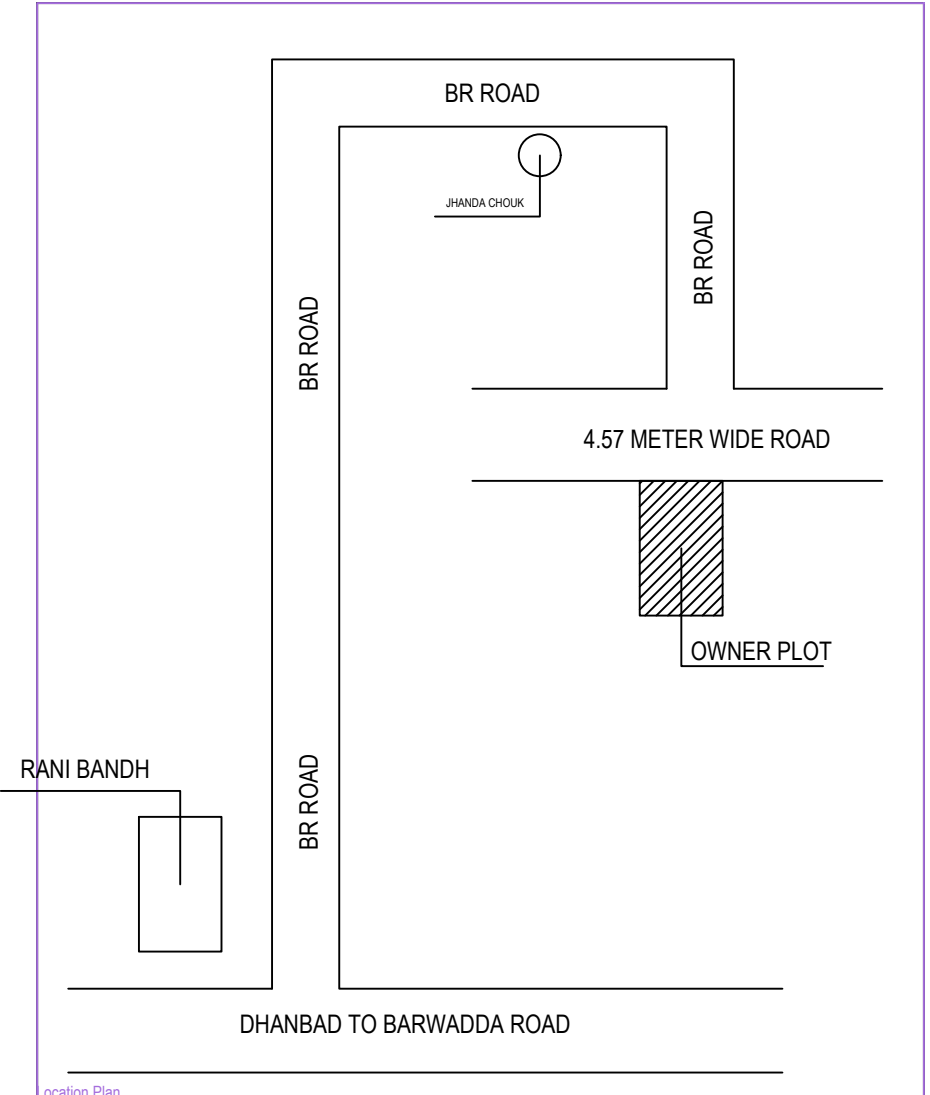 BR ROAD
JHANDA CHOUK
BR ROAD
BR ROAD
4.57 METER WIDE ROAD
OWNER PLOT
RANI BANDH
BR ROAD
DHANBAD TO BARWADDA ROAD
Location Plan